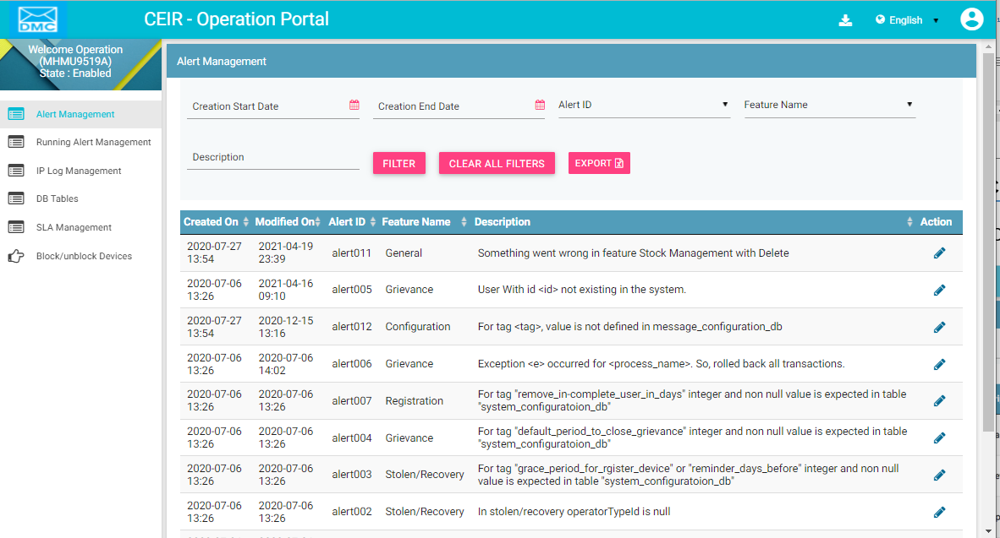 DMC
CEIR - Operation Portal
English
Welcome Operation
(MHMU9519A)
State : Enabled
Alert Management
Running Alert Management
IP Log Management
DB Tables
SLA Management
Block/unblock Devices
Alert Management
Creation Start Date
Creation End Date
Alert ID
Feature Name
Description
FILTER
CLEAR ALL FILTERS
EXPORT
Created On Modified On Alert ID Feature Name Description Action
2020-07-27 13:54 2021-04-19 23:39 alert011 General Something went wrong in feature Stock Management with Delete
2020-07-06 13:26 2021-04-16 09:10 alert005 Grievance User With id <id> not existing in the system.
2020-07-27 13:54 2020-12-15 13:16 alert012 Configuration For tag <tag>, value is not defined in message_configuration_db
2020-07-06 13:26 2020-07-06 14:02 alert006 Grievance Exception <e> occurred for <process_name>. So, rolled back all transactions.
2020-07-06 13:26 2020-07-06 13:26 alert007 Registration For tag "remove_in-complete_user_in_days" integer and non null value is expected in table
"system_configuratoion_db"
2020-07-06 13:26 2020-07-06 13:26 alert004 Grievance For tag "default_period_to_close_grievance" integer and non null value is expected in table
"system_configuratoion_db"
2020-07-06 13:26 2020-07-06 13:26 alert003 Stolen/Recovery For tag "grace_period_for_rgister_device" or "reminder_days_before" integer and non null
value is expected in table "system_configuratoion_db"
2020-07-06 13:26 2020-07-06 13:26 alert002 Stolen/Recovery In stolen/recovery operatorTypeId is null